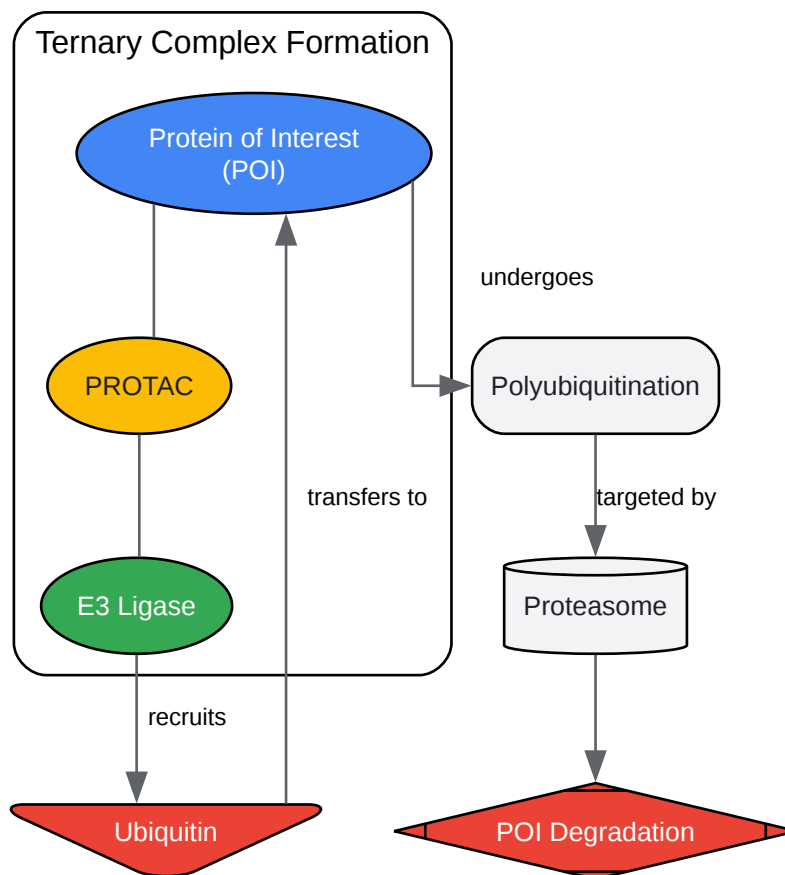 Ternary Complex Formation
Protein of Interest
(POI)
undergoes
PROTAC
Polyubiquitination
transfers to
targeted by
E3 Ligase
Proteasome
recruits
Ubiquitin
POI Degradation